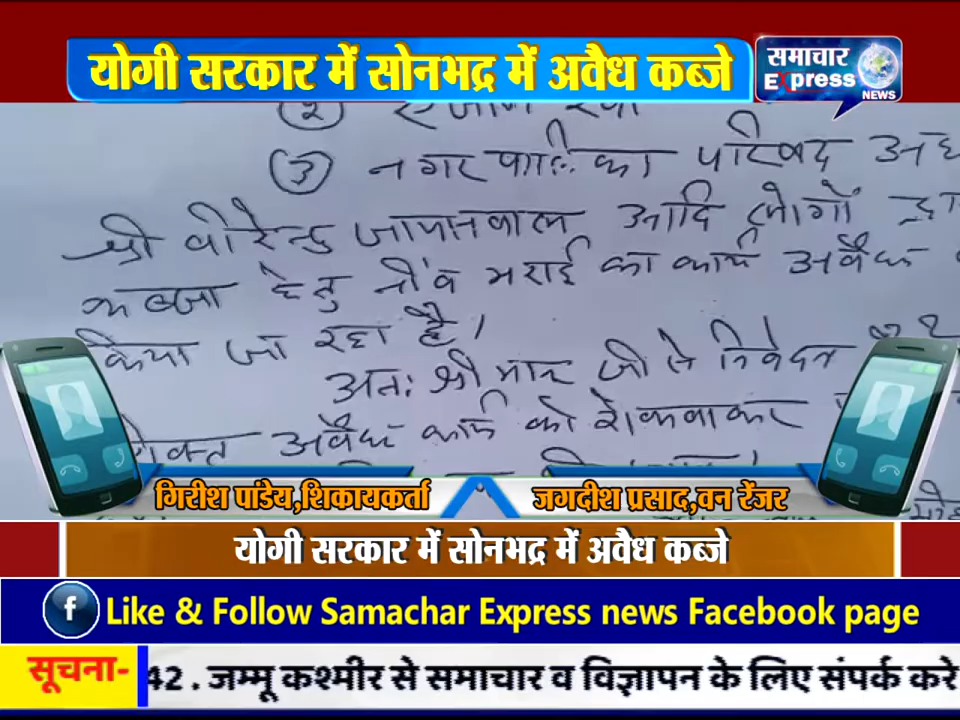 योगी सरकार में सोनभद्र में अवैध कब्जे
समाचार
Express
NEWS
③ नगर पालिका परिषद
श्री वीरेन्द्र जायसवाल आदि लोगों
कब्जा हेतु नींव भराई का कार्य अवैध
किया जा रहा है।
अतः श्री मान जी से निवेदन
अवैध कार्य को रोकवाकर
गिरीश पांडेय,शिकायकर्ता
जगदीश प्रसाद,वन रेंजर
योगी सरकार में सोनभद्र में अवैध कब्जे
f Like & Follow Samachar Express news Facebook page
सूचना- 42 . जम्मू कश्मीर से समाचार व विज्ञापन के लिए संपर्क करे